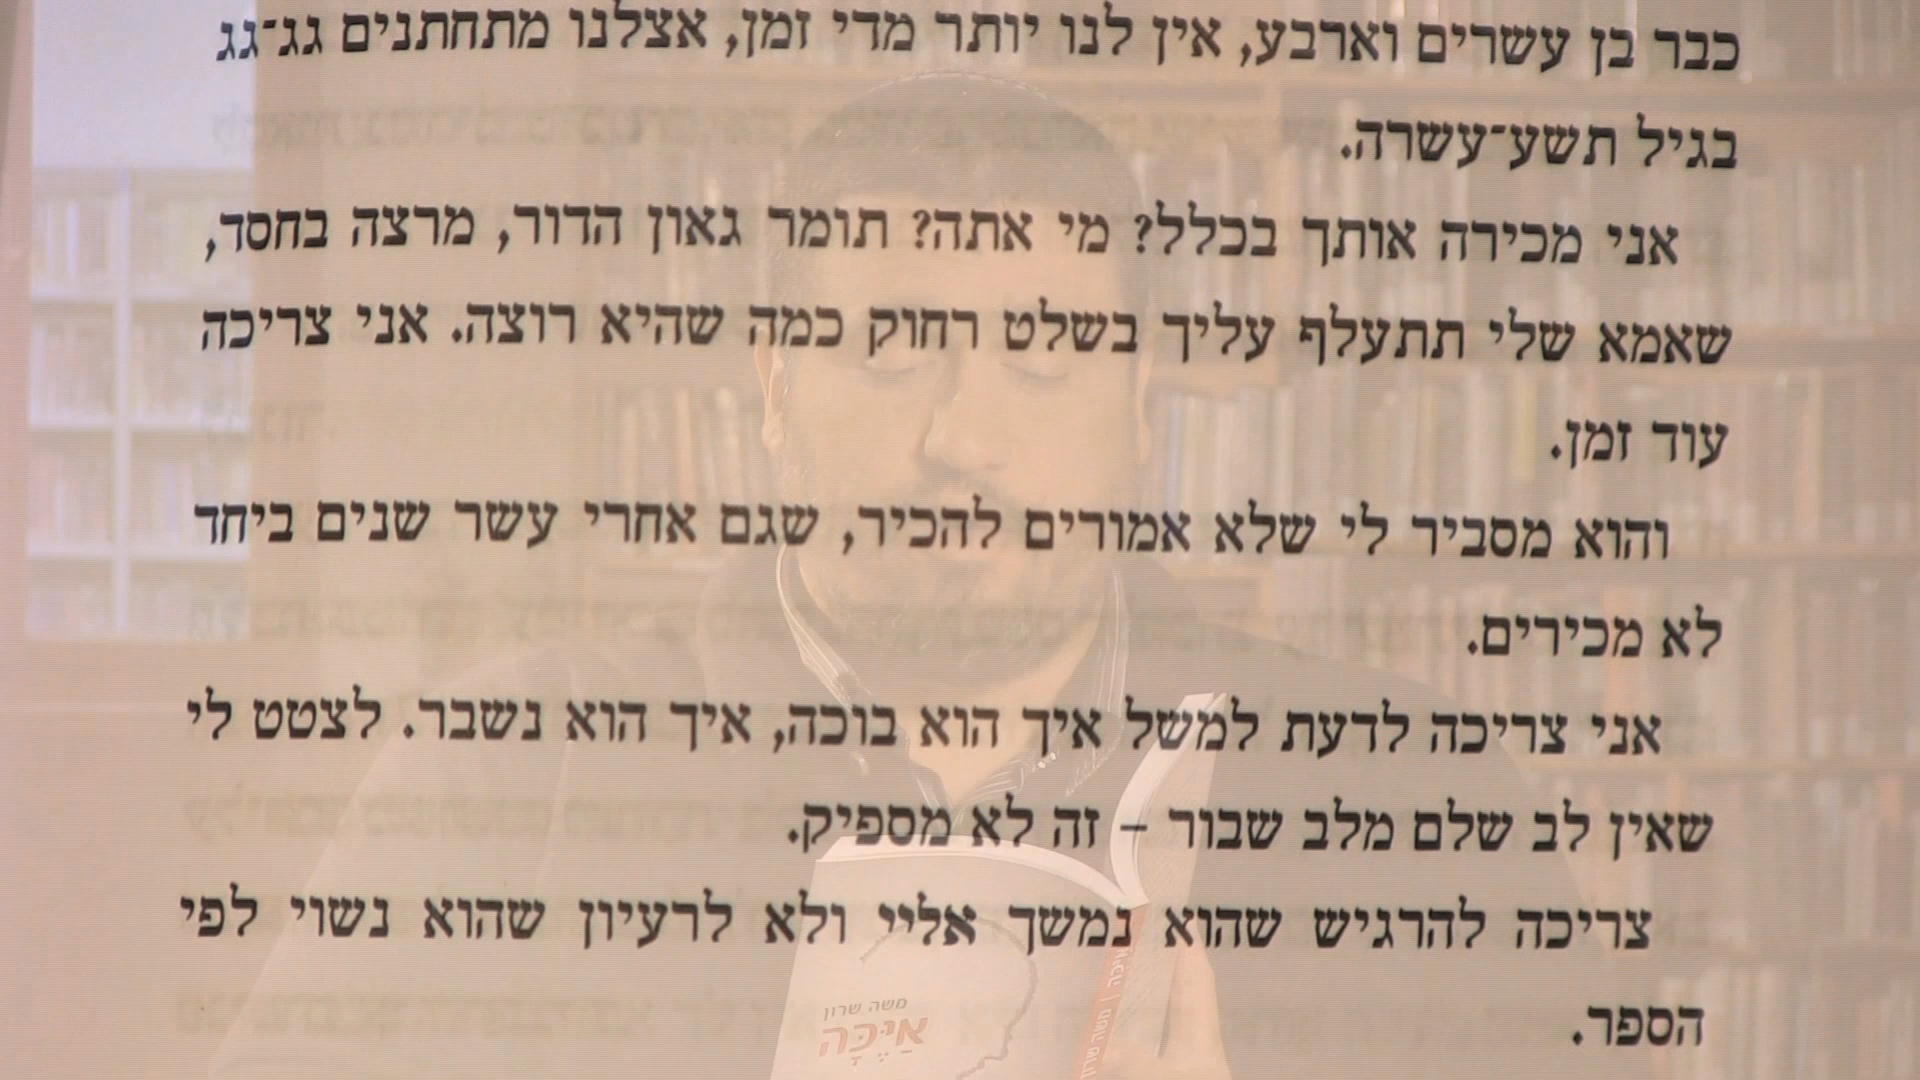 כבר בן עשרים וארבע, אין לנו יותר מדי זמן, אצלנו מתחתנים גג־גג
בגיל תשע־עשרה.
אני מכירה אותך בכלל? מי אתה? תומר גאון הדור, מרצה בחסד,
שאמא שלי תתעלף עליך בשלט רחוק כמה שהיא רוצה. אני צריכה
עוד זמן.
והוא מסביר לי שלא אמורים להכיר, שגם אחרי עשר שנים ביחד
לא מכירים.
אני צריכה לדעת למשל איך הוא בוכה, איך הוא נשבר. לצטט לי
שאין לב שלם מלב שבור – זה לא מספיק.
צריכה להרגיש שהוא נמשך אליי ולא לרעיון שהוא נשוי לפי
הספר.
משה שרון
אַיֶּכָּה
איכה | משה שרון